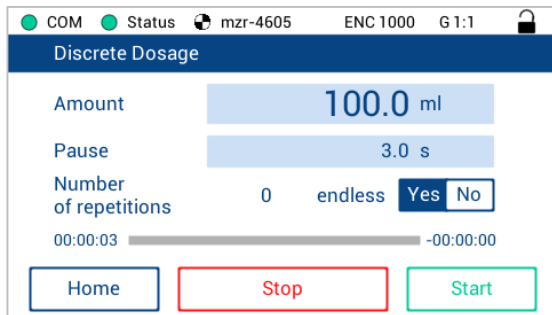 COM Status mzr-4605 ENC 1000 G 1:1
Discrete Dosage
Amount 100.0 ml
Pause 3.0 s
Number
of repetitions 0 endless Yes No
00:00:03 -00:00:00
Home Stop Start